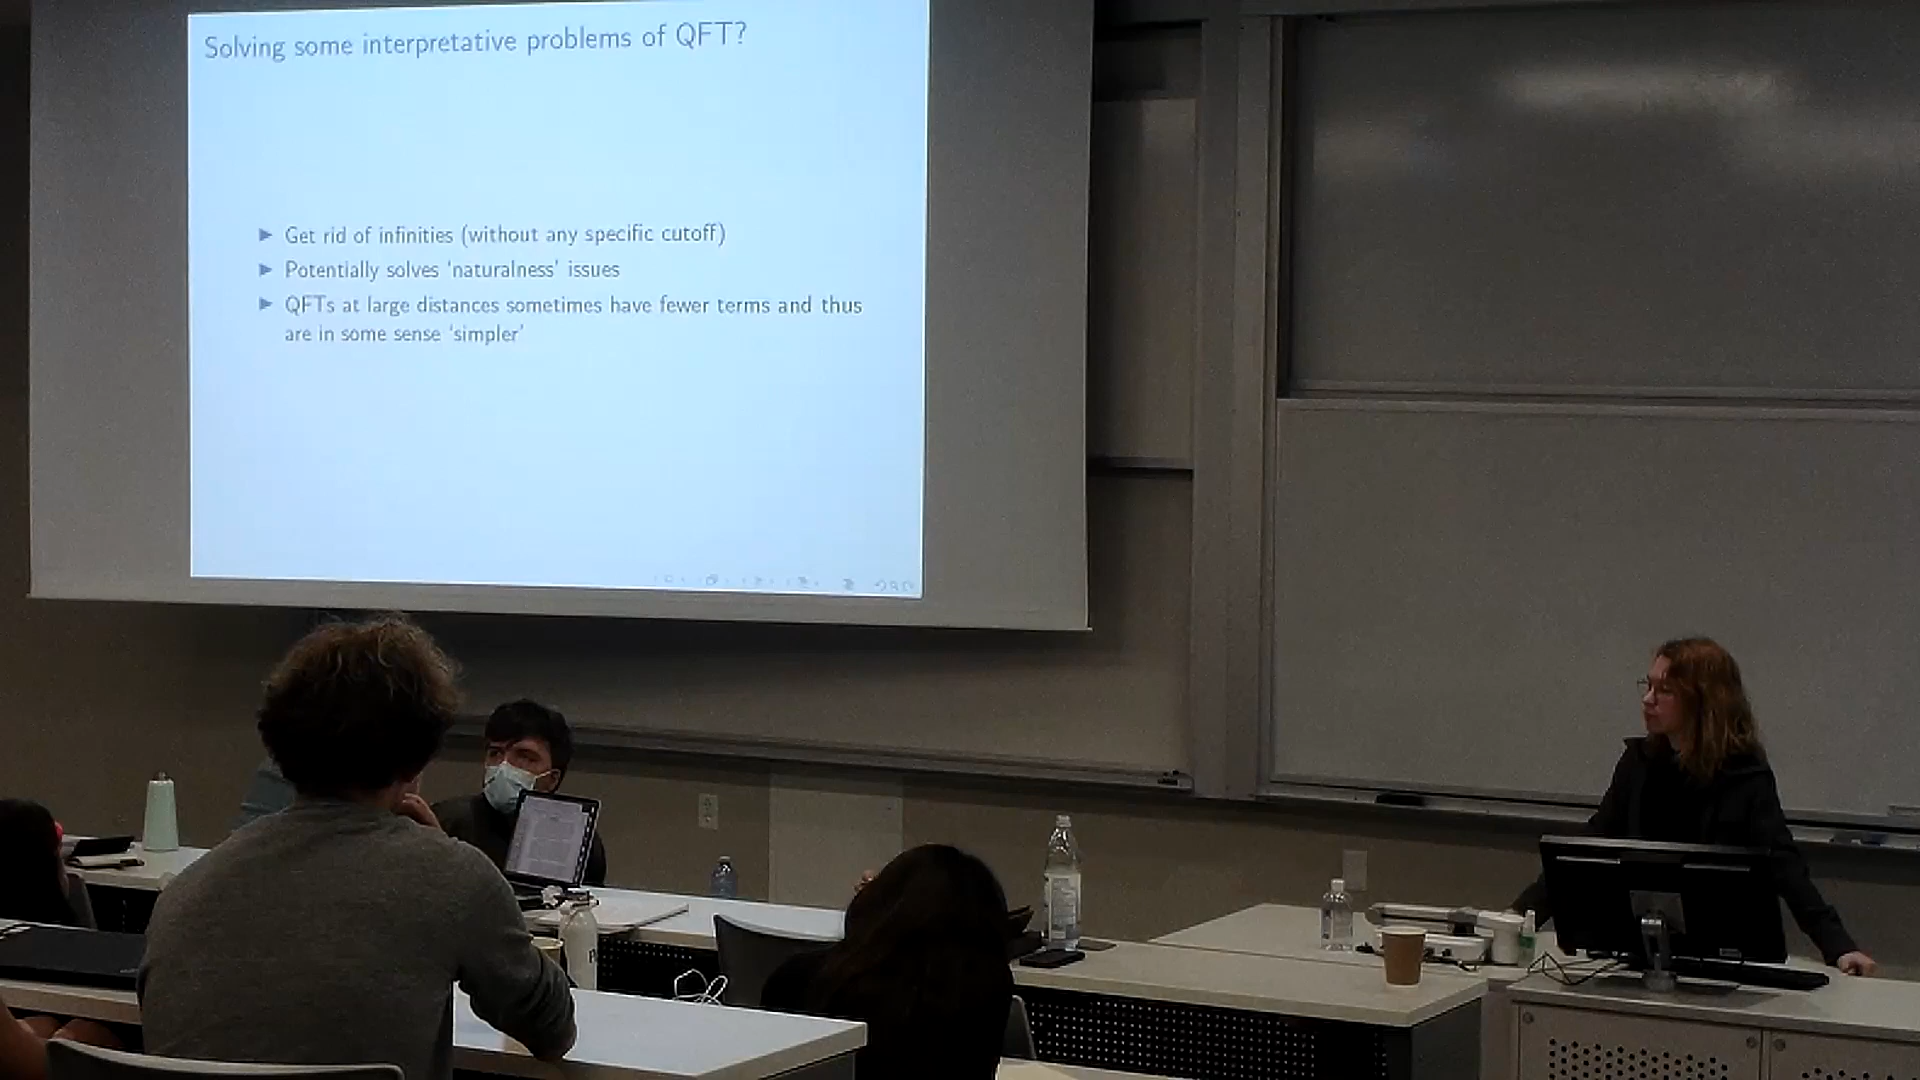 Solving some interpretative problems of QFT?
▶ Get rid of infinities (without any specific cutoff)
▶ Potentially solves ‘naturalness’ issues
▶ QFTs at large distances sometimes have fewer terms and thus
are in some sense ‘simpler’